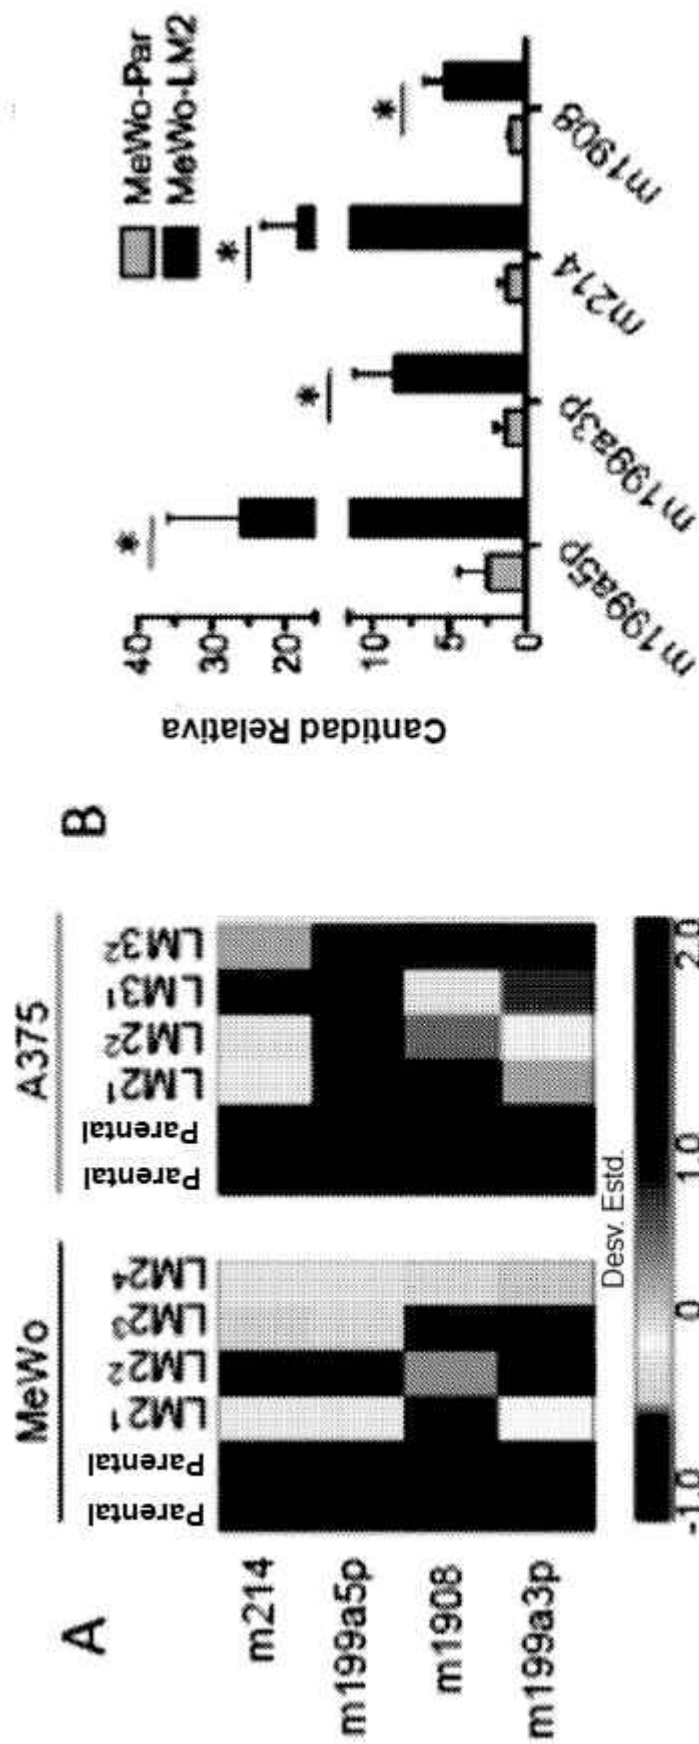 A
MeWo
A375
Parental
Parental
LM2¹
LM2²
LM2³
LM2⁴
Parental
Parental
LM2¹
LM2²
LM3¹
LM3²
m214
m199a5p
m1908
m199a3p
Desv. Estd.
-1.0 0 1.0 2.0
B
MeWo-Par
MeWo-LM2
Cantidad Relativa
40
30
20
10
5
0
* * * *
m199a5p
m199a3p
m214
m1908